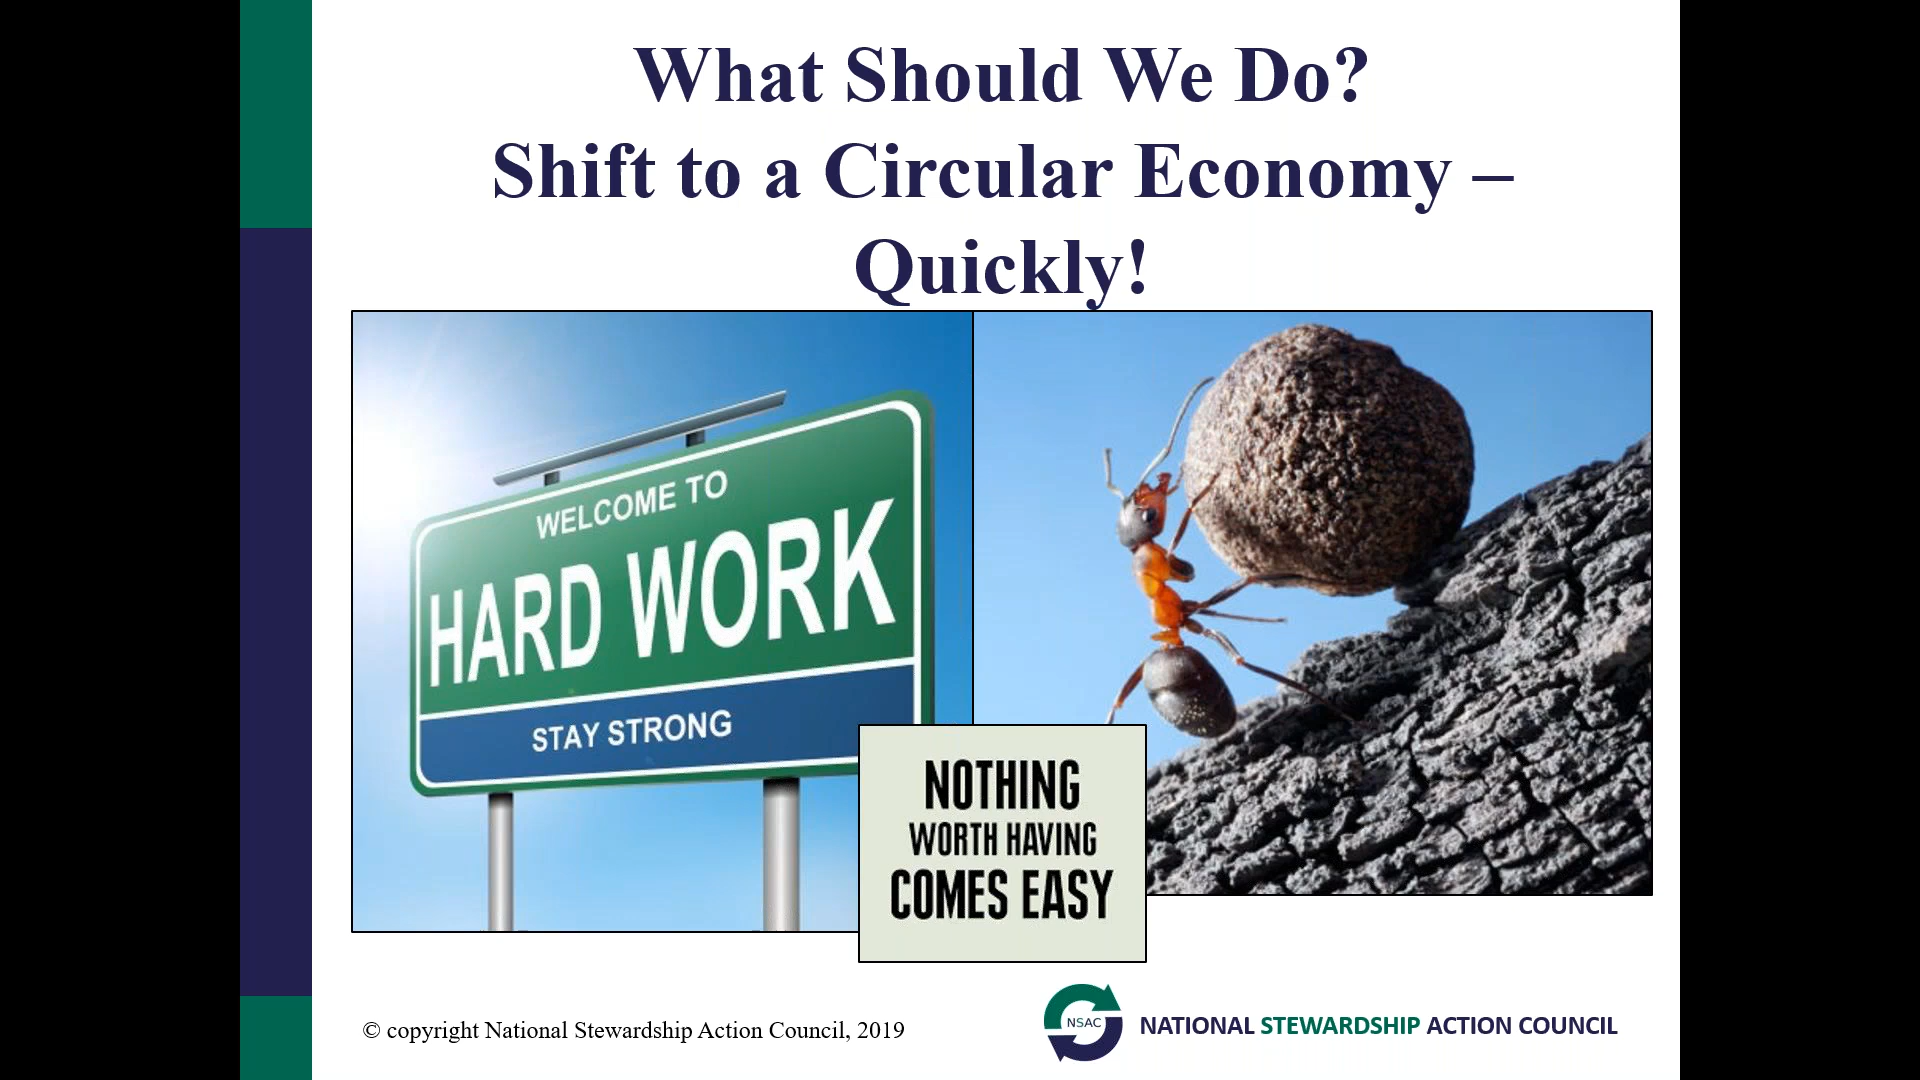 What Should We Do?
Shift to a Circular Economy –
Quickly!
WELCOME TO
HARD WORK
STAY STRONG
NOTHING
WORTH HAVING
COMES EASY
© copyright National Stewardship Action Council, 2019
NSAC
NATIONAL STEWARDSHIP ACTION COUNCIL